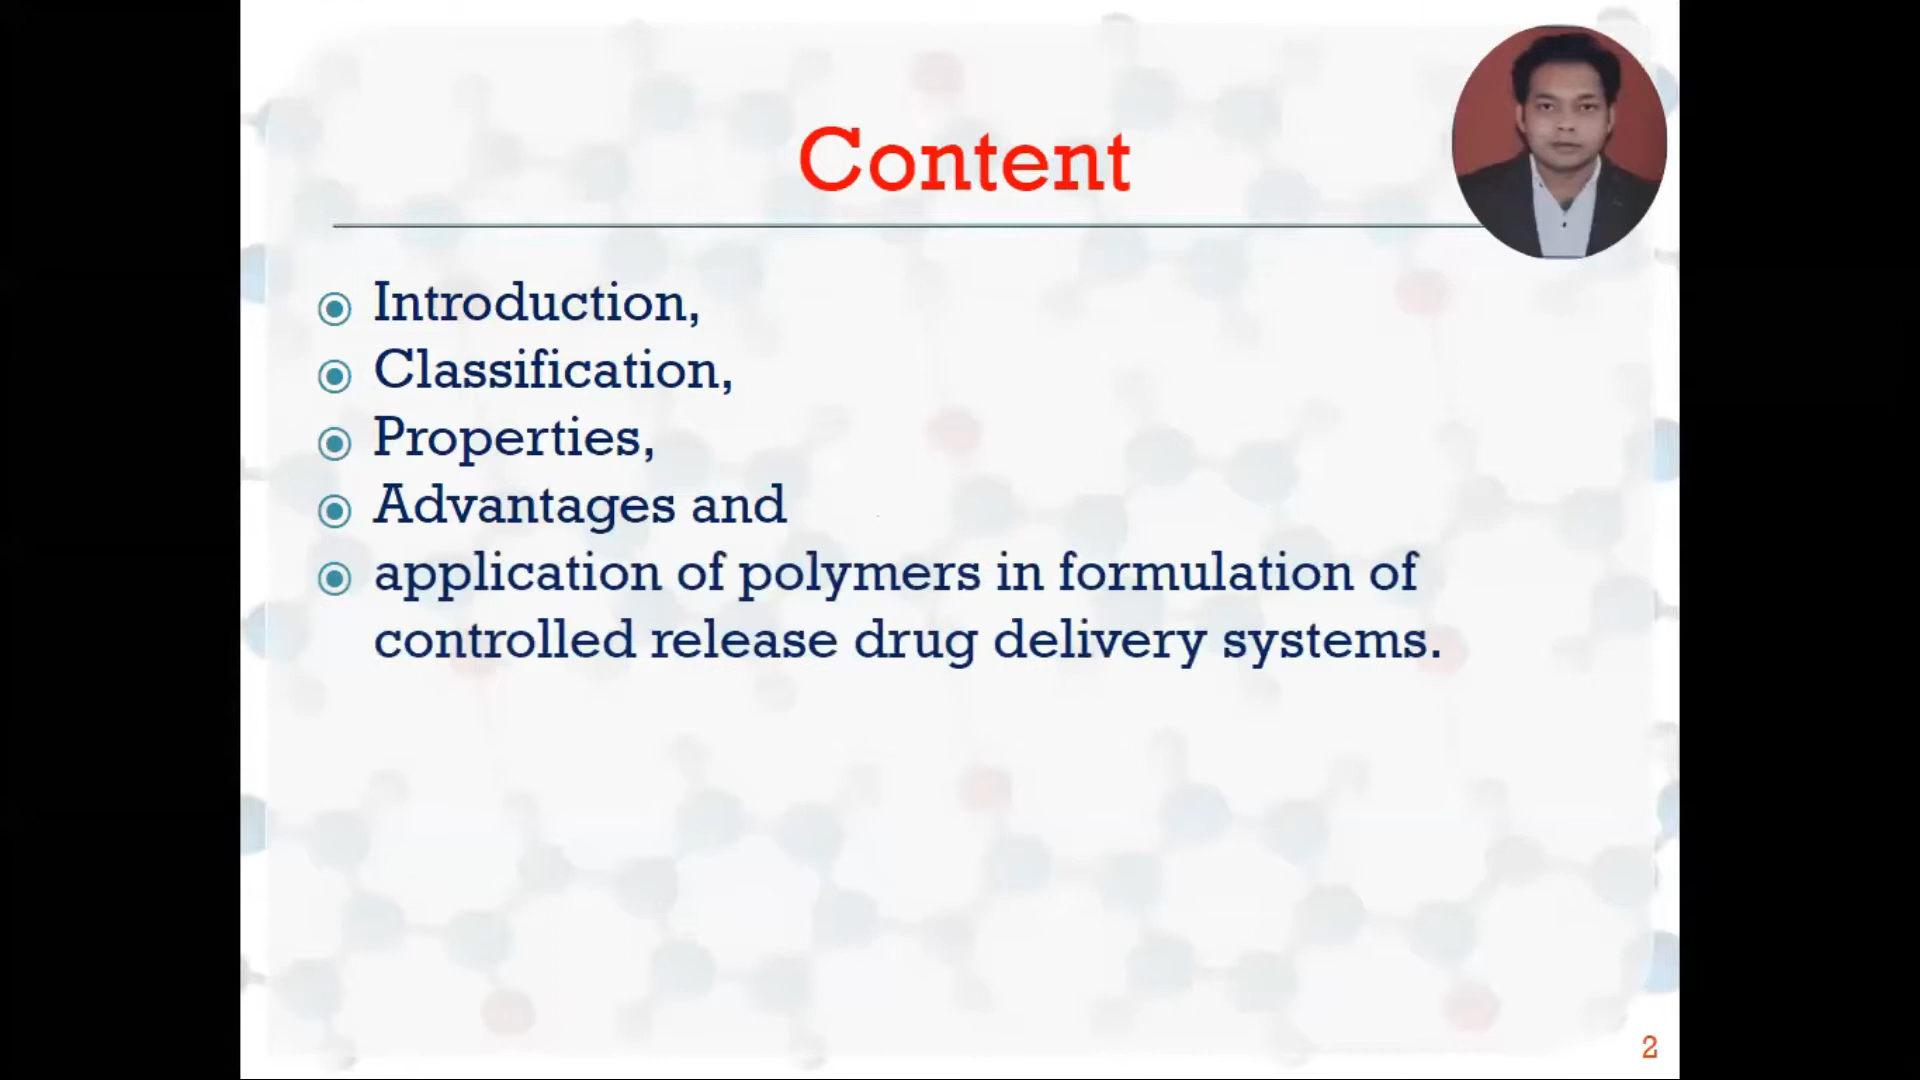 Content
Introduction,
Classification,
Properties,
Advantages and
application of polymers in formulation of
controlled release drug delivery systems.
2